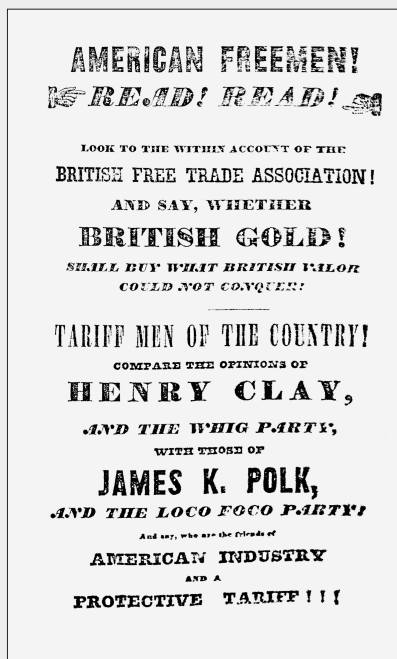 AMERICAN FREEMEN!
READ! READ!
LOOK TO THE WITHIN ACCOUNT OF THE
BRITISH FREE TRADE ASSOCIATION!
AND SAY, WHETHER
BRITISH GOLD!
SHALL BUY WHAT BRITISH VALOR
COULD NOT CONQUER!
TARIFF MEN OF THE COUNTRY!
COMPARE THE OPINIONS OF
HENRY CLAY,
AND THE WHIG PARTY,
WITH THOSE OF
JAMES K. POLK,
AND THE LOCO FOCO PARTY!
And say, who are the friends of
AMERICAN INDUSTRY
AND A
PROTECTIVE TARIFF!!!